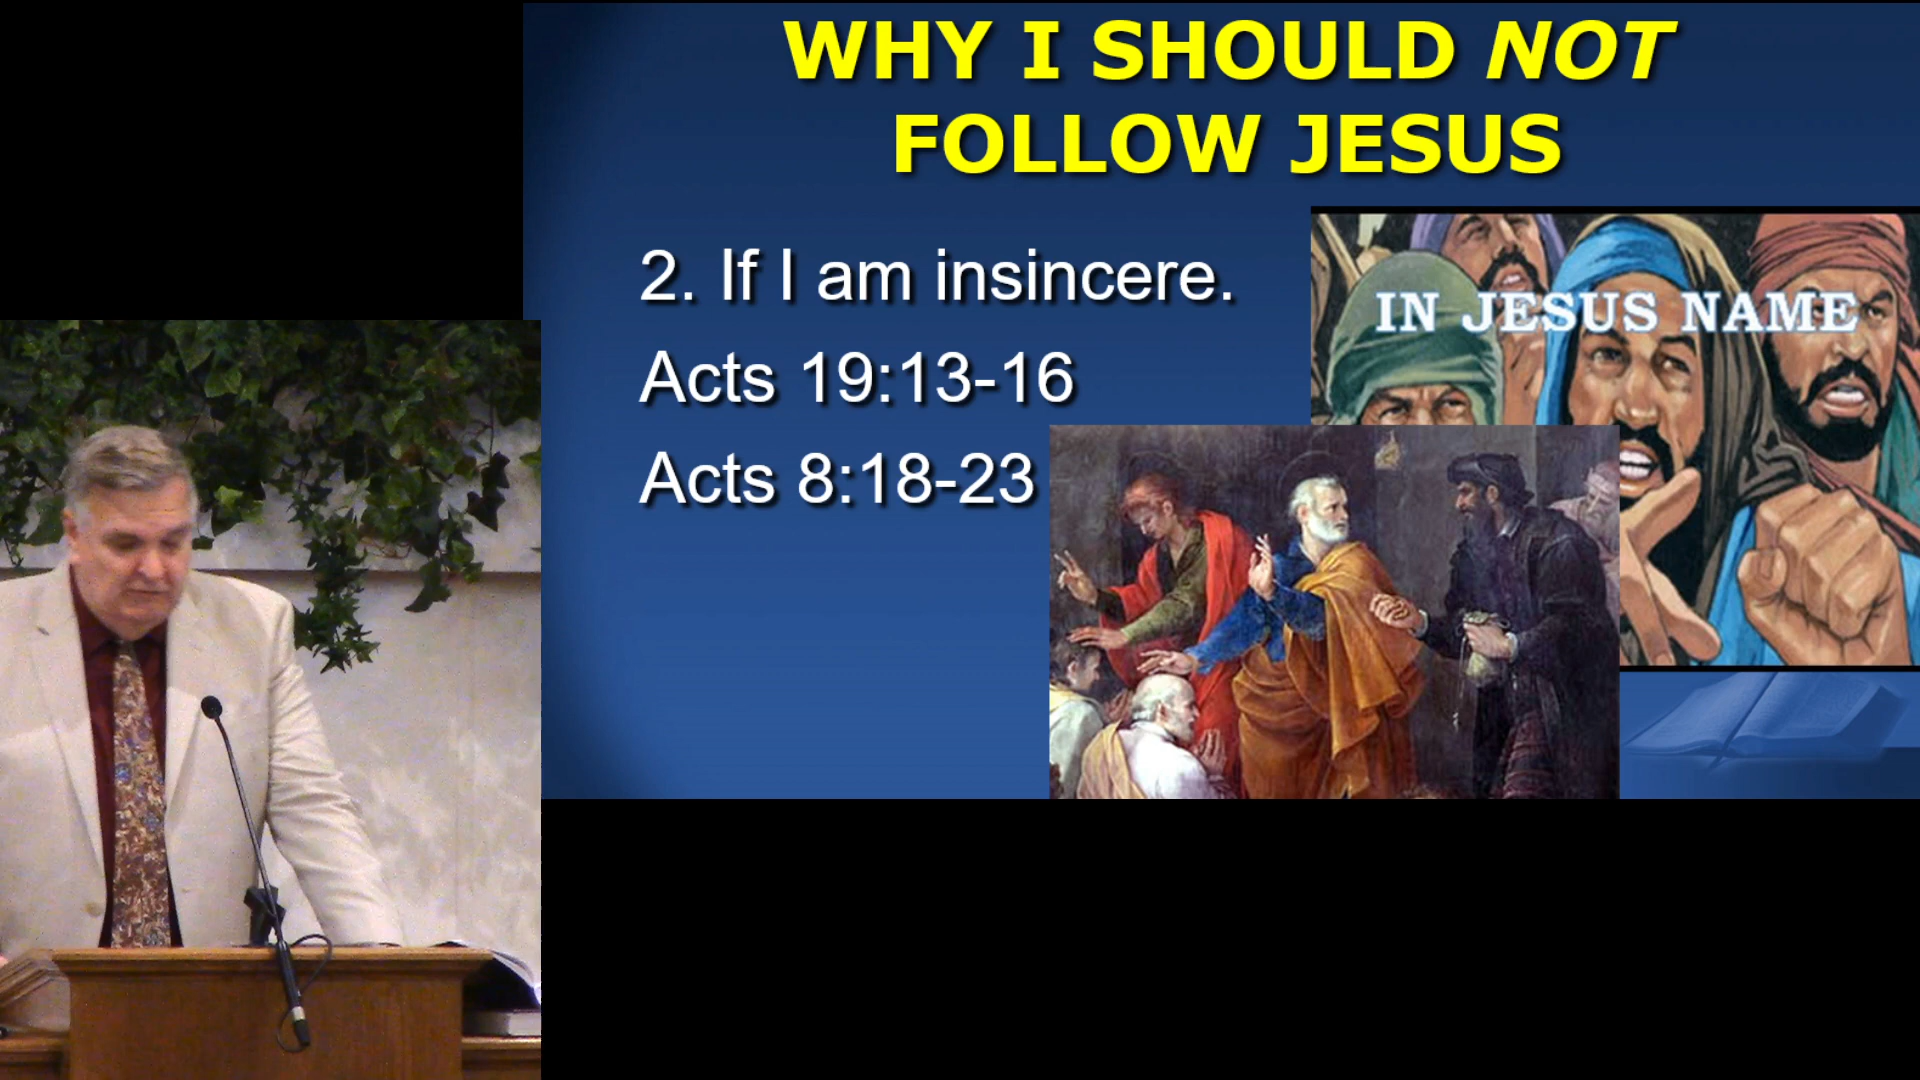 WHY I SHOULD NOT
FOLLOW JESUS
2. If I am insincere.
Acts 19:13-16
Acts 8:18-23
IN JESUS NAME